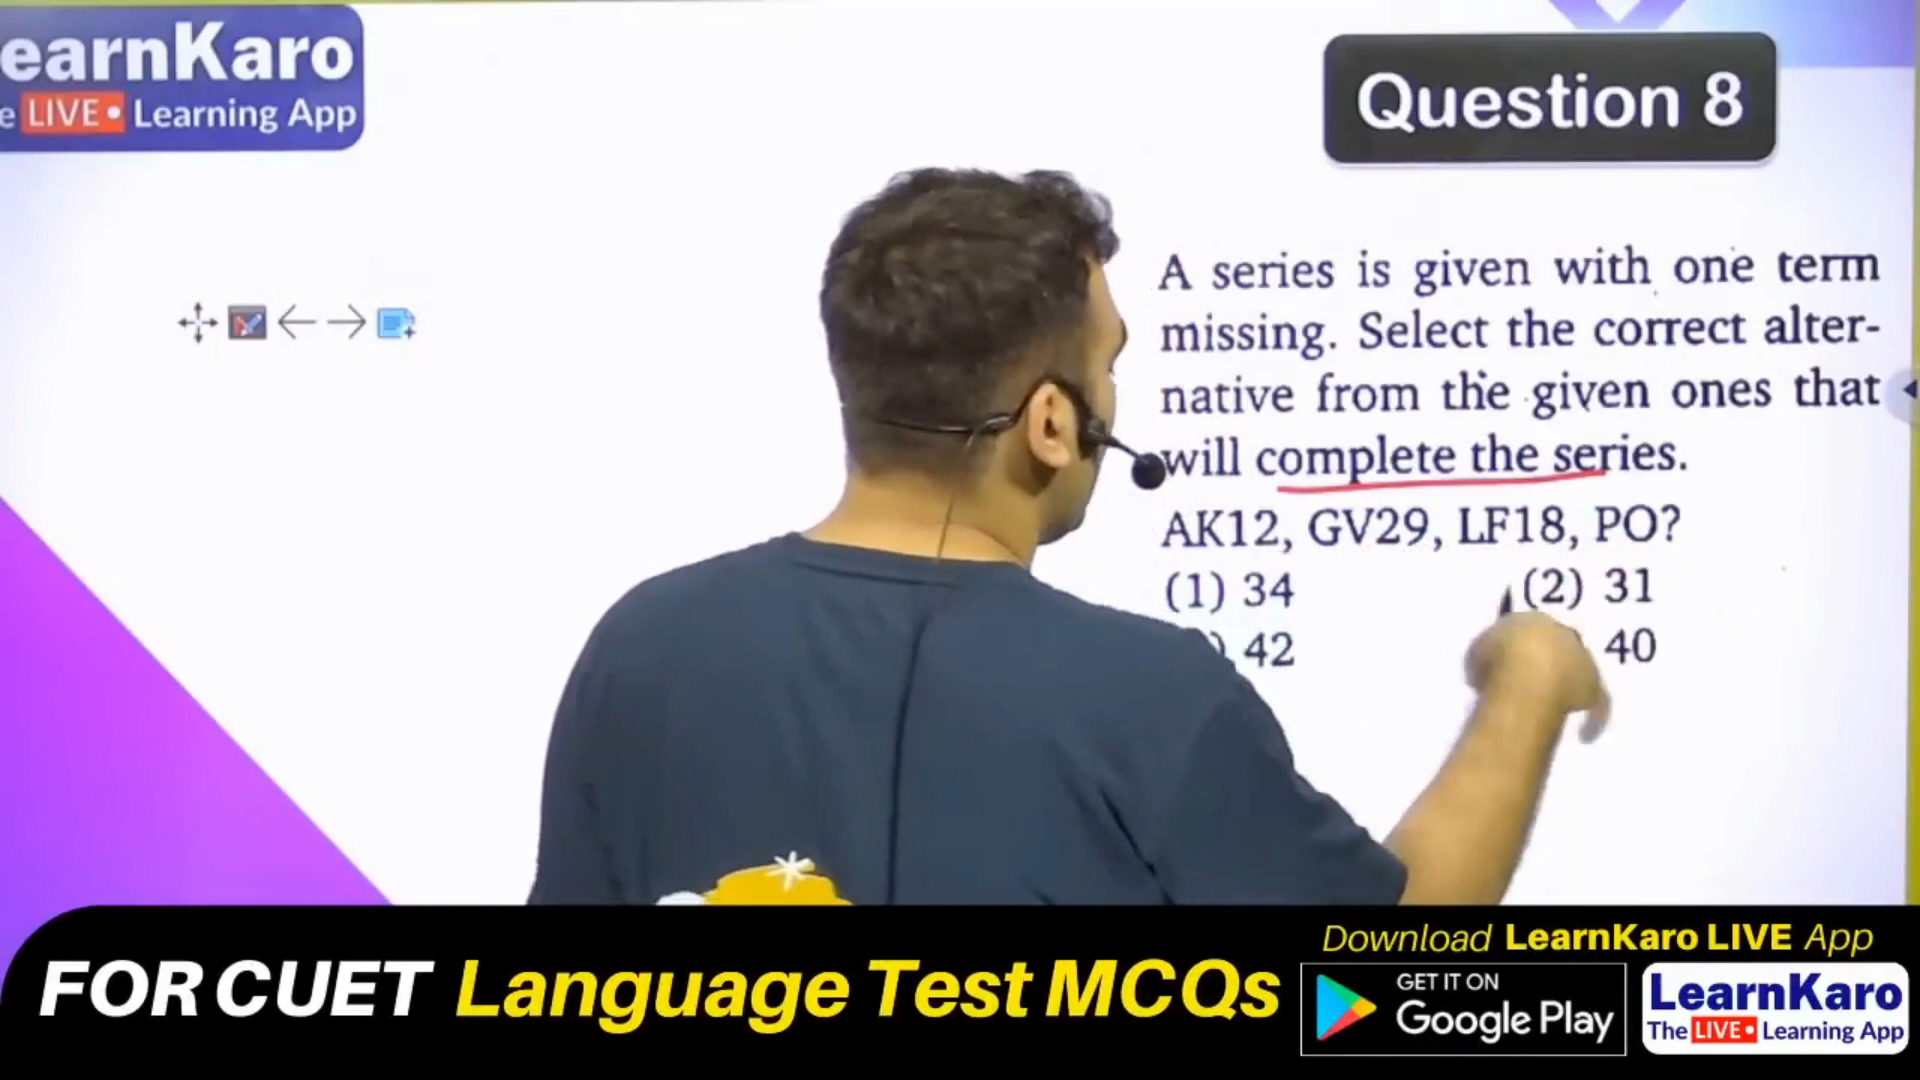 earnKaro
e LIVE • Learning App
Question 8
A series is given with one term
missing. Select the correct alter-
native from the given ones that
will complete the series.
AK12, GV29, LF18, PO?
(1) 34 (2) 31
) 42 40
FOR CUET Language Test MCQs
Download LearnKaro LIVE App
GET IT ON
Google Play
LearnKaro
The LIVE • Learning App